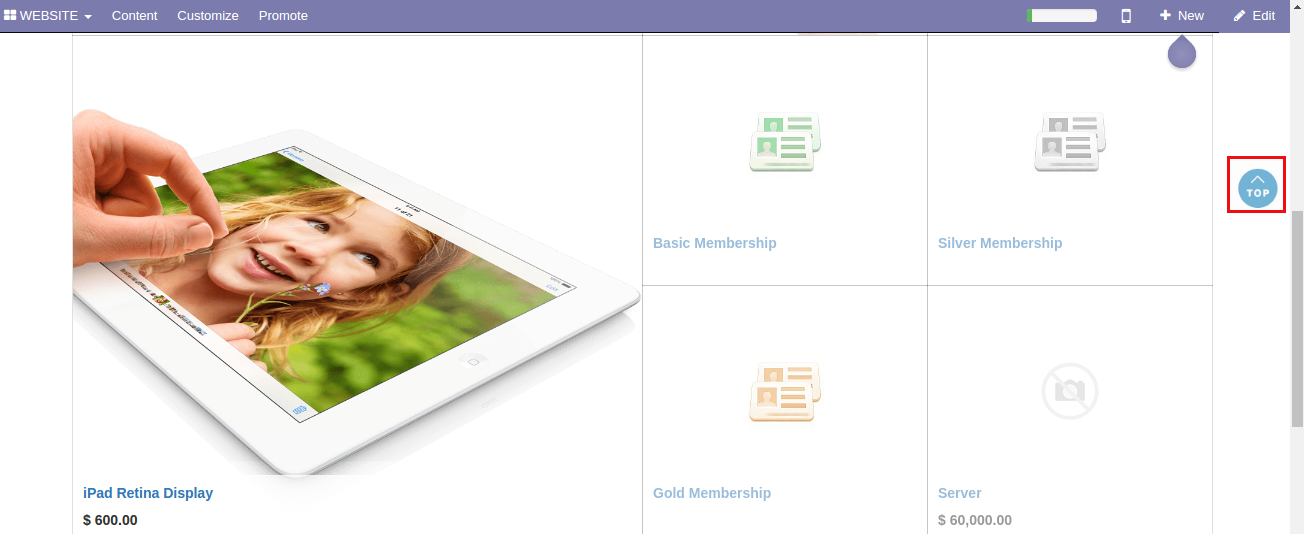 WEBSITE Content Customize Promote New Edit
TOP
Basic Membership Silver Membership
iPad Retina Display Gold Membership Server
$ 600.00 $ 60,000.00